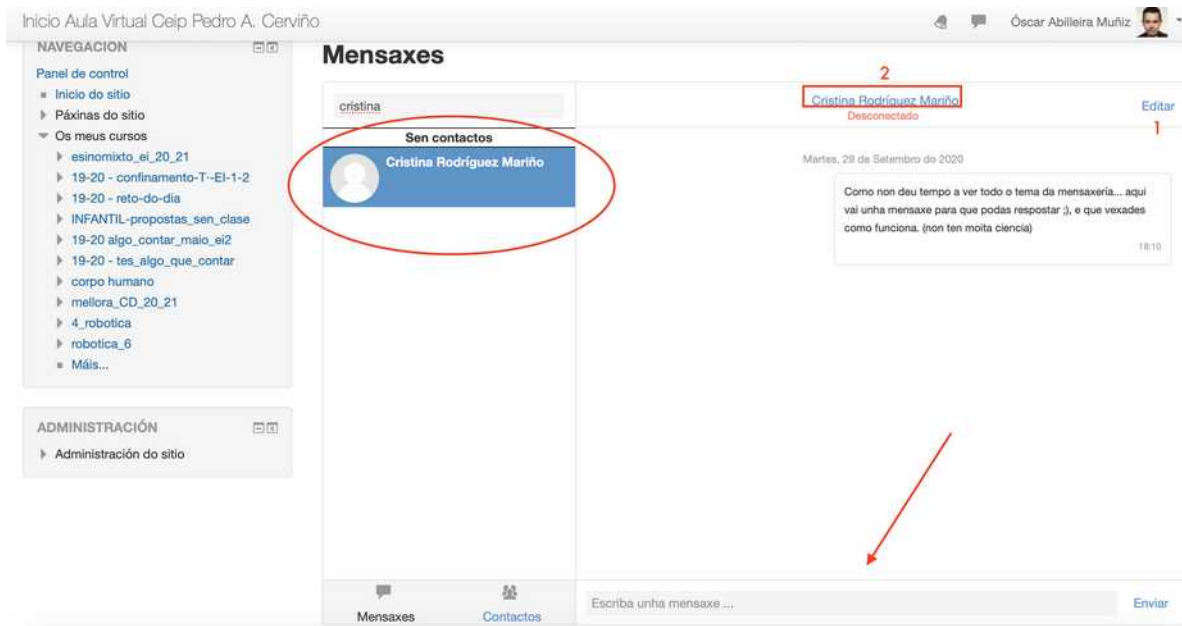 Inicio Aula Virtual Ceip Pedro A. Cerviño
Óscar Abilleira Muñiz
NAVEGACIÓN
Panel de control
Inicio do sitio
Páxinas do sitio
Os meus cursos
esinomixto_ei_20_21
19-20 - confinamento-T--EI-1-2
19-20 - reto-do-día
INFANTIL-propostas_sen_clase
19-20 algo_contar_maio_ei2
19-20 - tes_algo_que_contar
corpo humano
mellora_CD_20_21
4_robotica
robotica_6
Máis...
ADMINISTRACIÓN
Administración do sitio
Mensaxes
cristina
Sen contactos
Cristina Rodríguez Mariño
Mensaxes
Contactos
2
Cristina Rodríguez Mariño
Desconectado
Editar
1
Martes, 29 de Setembro do 2020
Como non deu tempo a ver todo o tema da mensaxería... aqui
vai unha mensaxe para que podas respostar ;), e que vexades
como funciona. (non ten moita ciencia)
18:10
Escriba unha mensaxe ...
Enviar